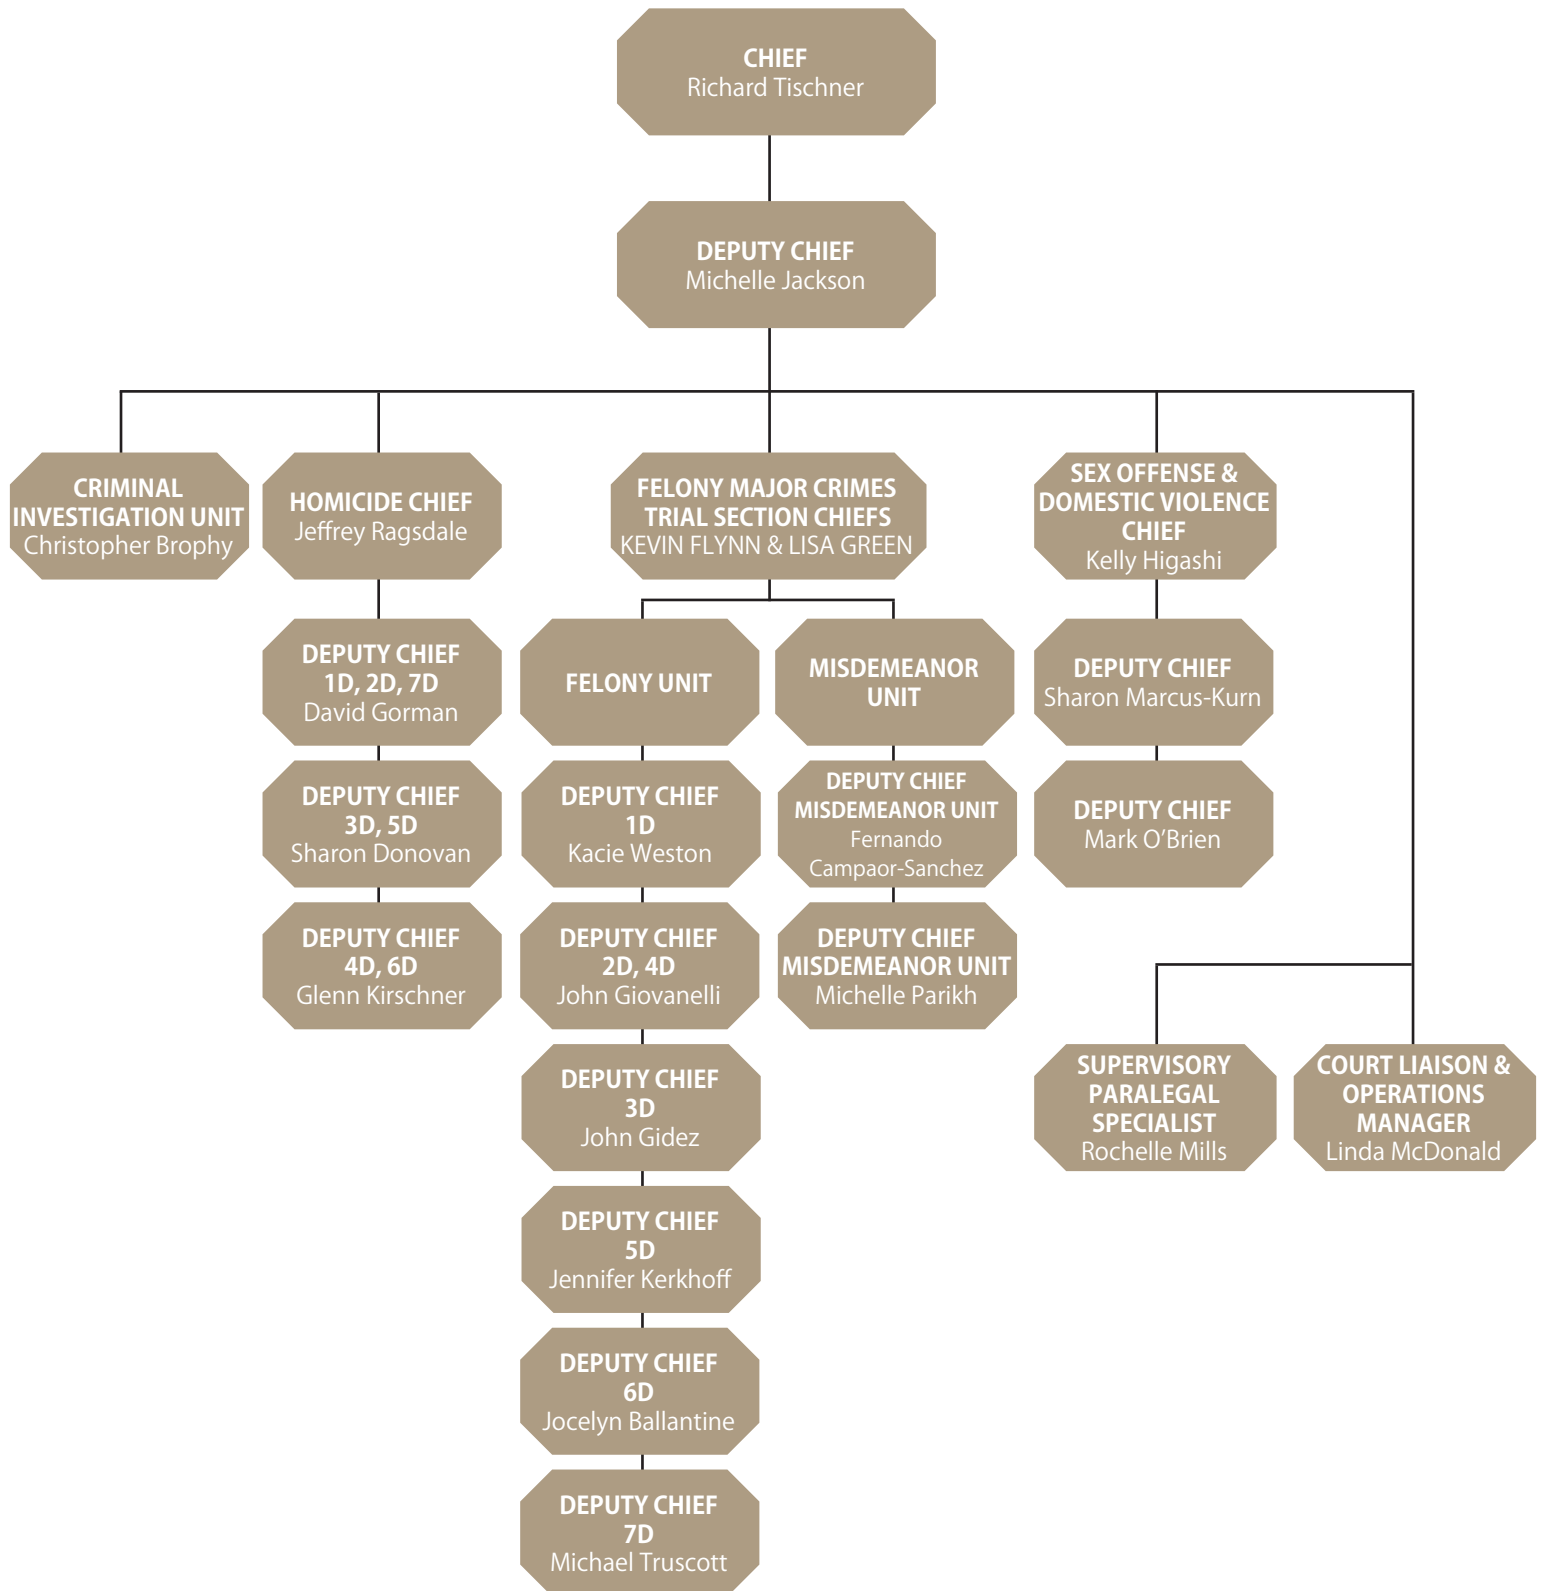 CHIEF
Richard Tischner
DEPUTY CHIEF
Michelle Jackson
CRIMINAL
INVESTIGATION UNIT
Christopher Brophy
HOMICIDE CHIEF
Jeffrey Ragsdale
FELONY MAJOR CRIMES
TRIAL SECTION CHIEFS
KEVIN FLYNN & LISA GREEN
SEX OFFENSE &
DOMESTIC VIOLENCE
CHIEF
Kelly Higashi
DEPUTY CHIEF
1D, 2D, 7D
David Gorman
FELONY UNIT
MISDEMEANOR
UNIT
DEPUTY CHIEF
Sharon Marcus-Kurn
DEPUTY CHIEF
3D, 5D
Sharon Donovan
DEPUTY CHIEF
1D
Kacie Weston
DEPUTY CHIEF
MISDEMEANOR UNIT
Fernando
Campaor-Sanchez
DEPUTY CHIEF
Mark O’Brien
DEPUTY CHIEF
4D, 6D
Glenn Kirschner
DEPUTY CHIEF
2D, 4D
John Giovanelli
DEPUTY CHIEF
MISDEMEANOR UNIT
Michelle Parikh
DEPUTY CHIEF
3D
John Gidez
SUPERVISORY
PARALEGAL
SPECIALIST
Rochelle Mills
COURT LIAISON &
OPERATIONS
MANAGER
Linda McDonald
DEPUTY CHIEF
5D
Jennifer Kerkhoff
DEPUTY CHIEF
6D
Jocelyn Ballantine
DEPUTY CHIEF
7D
Michael Truscott